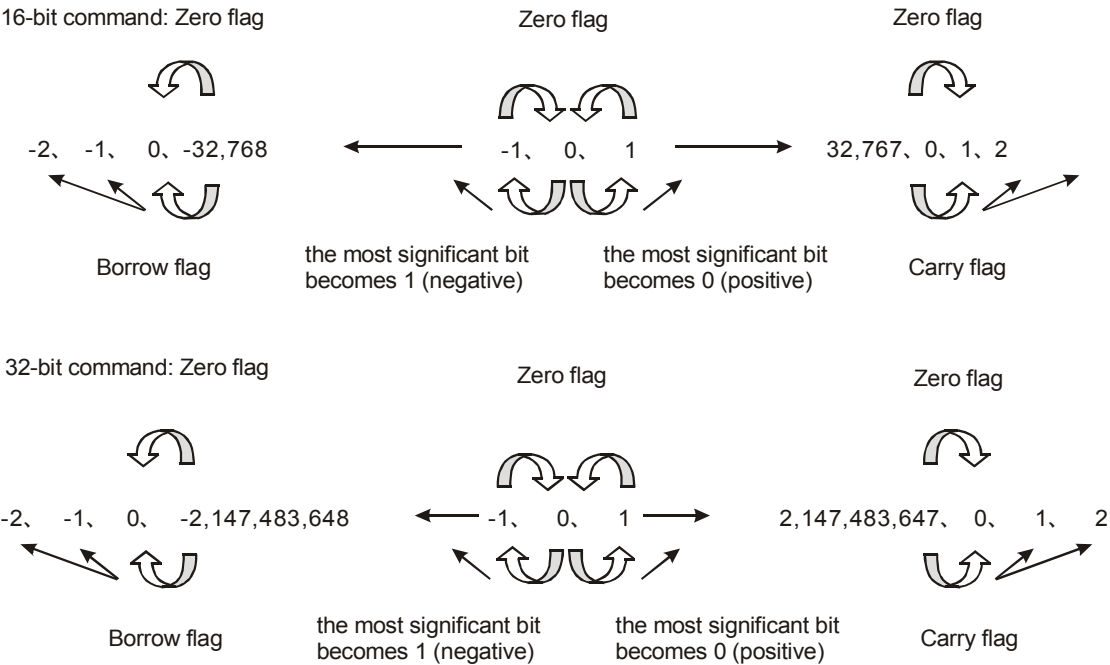 16-bit command: Zero flag
Zero flag
Zero flag
-2、 -1、 0、-32,768
-1、 0、 1
32,767、0、1、2
Borrow flag
the most significant bit
becomes 1 (negative)
the most significant bit
becomes 0 (positive)
Carry flag
32-bit command: Zero flag
Zero flag
Zero flag
-2、 -1、 0、 -2,147,483,648
-1、 0、 1
2,147,483,647、 0、 1、 2
Borrow flag
the most significant bit
becomes 1 (negative)
the most significant bit
becomes 0 (positive)
Carry flag